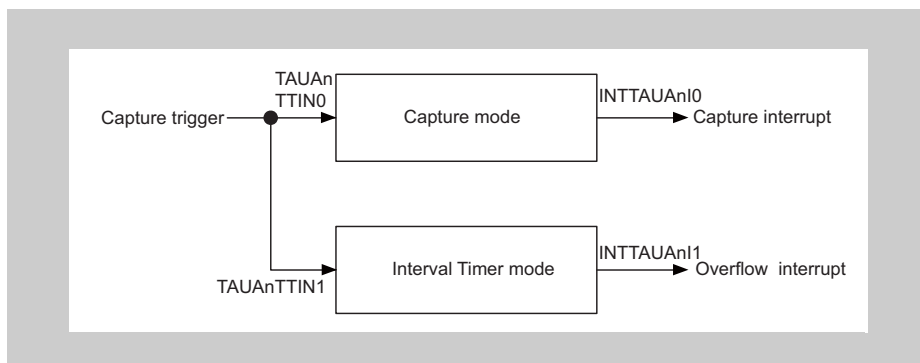 TAUAn
TTIN0
INTTAUAnI0
Capture trigger
Capture mode
Capture interrupt
INTTAUAnI1
Interval Timer mode
Overflow interrupt
TAUAnTTIN1